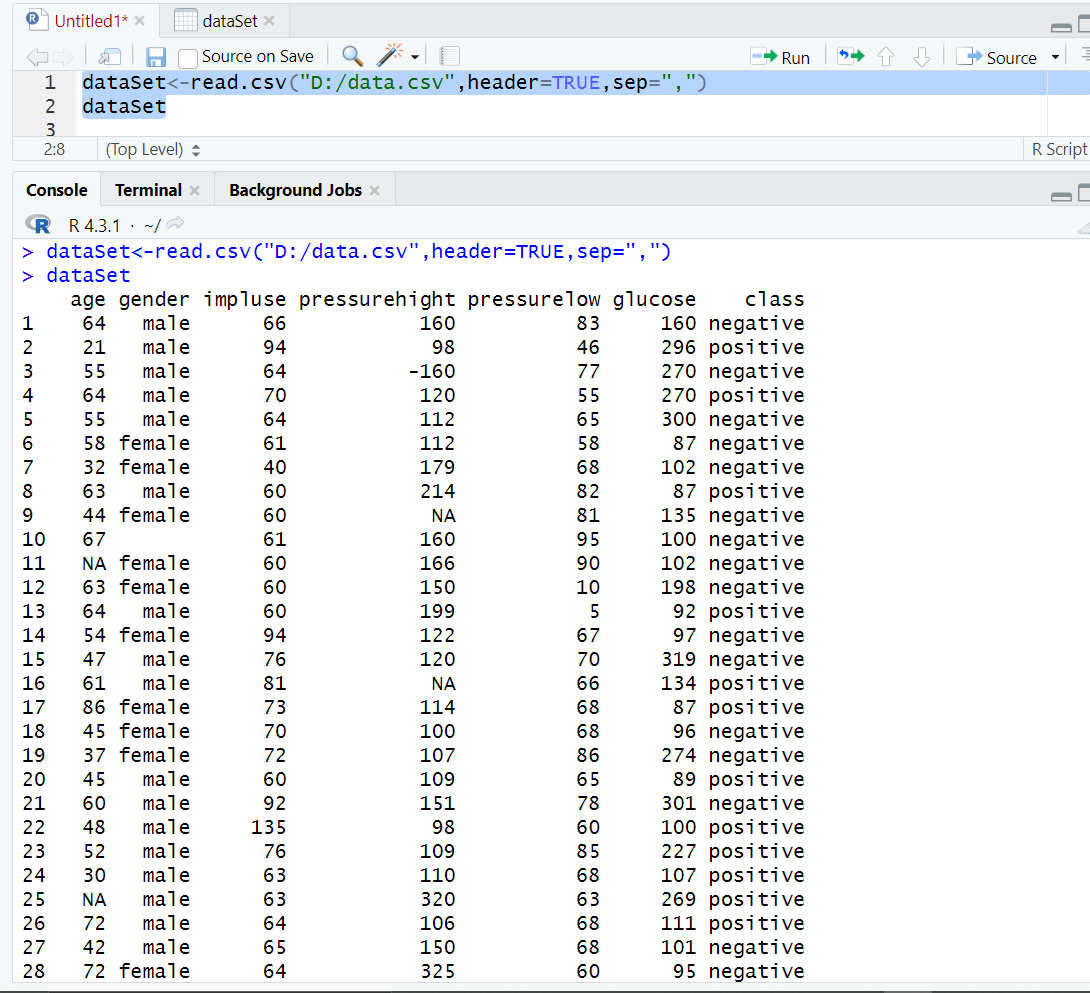 Untitled1* dataSet
Source on Save Run Source
1 dataSet<-read.csv("D:/data.csv",header=TRUE,sep=",")
2 dataSet
3
2:8 (Top Level) R Script
Console Terminal Background Jobs
R 4.3.1 · ~/
> dataSet<-read.csv("D:/data.csv",header=TRUE,sep=",")
> dataSet
age gender impluse pressurehight pressurelow glucose class
1 64 male 66 160 83 160 negative
2 21 male 94 98 46 296 positive
3 55 male 64 -160 77 270 negative
4 64 male 70 120 55 270 positive
5 55 male 64 112 65 300 negative
6 58 female 61 112 58 87 negative
7 32 female 40 179 68 102 negative
8 63 male 60 214 82 87 positive
9 44 female 60 NA 81 135 negative
10 67 61 160 95 100 negative
11 NA female 60 166 90 102 negative
12 63 female 60 150 10 198 negative
13 64 male 60 199 5 92 positive
14 54 female 94 122 67 97 negative
15 47 male 76 120 70 319 negative
16 61 male 81 NA 66 134 positive
17 86 female 73 114 68 87 positive
18 45 female 70 100 68 96 negative
19 37 female 72 107 86 274 negative
20 45 male 60 109 65 89 positive
21 60 male 92 151 78 301 negative
22 48 male 135 98 60 100 positive
23 52 male 76 109 85 227 positive
24 30 male 63 110 68 107 positive
25 NA male 63 320 63 269 positive
26 72 male 64 106 68 111 positive
27 42 male 65 150 68 101 negative
28 72 female 64 325 60 95 negative